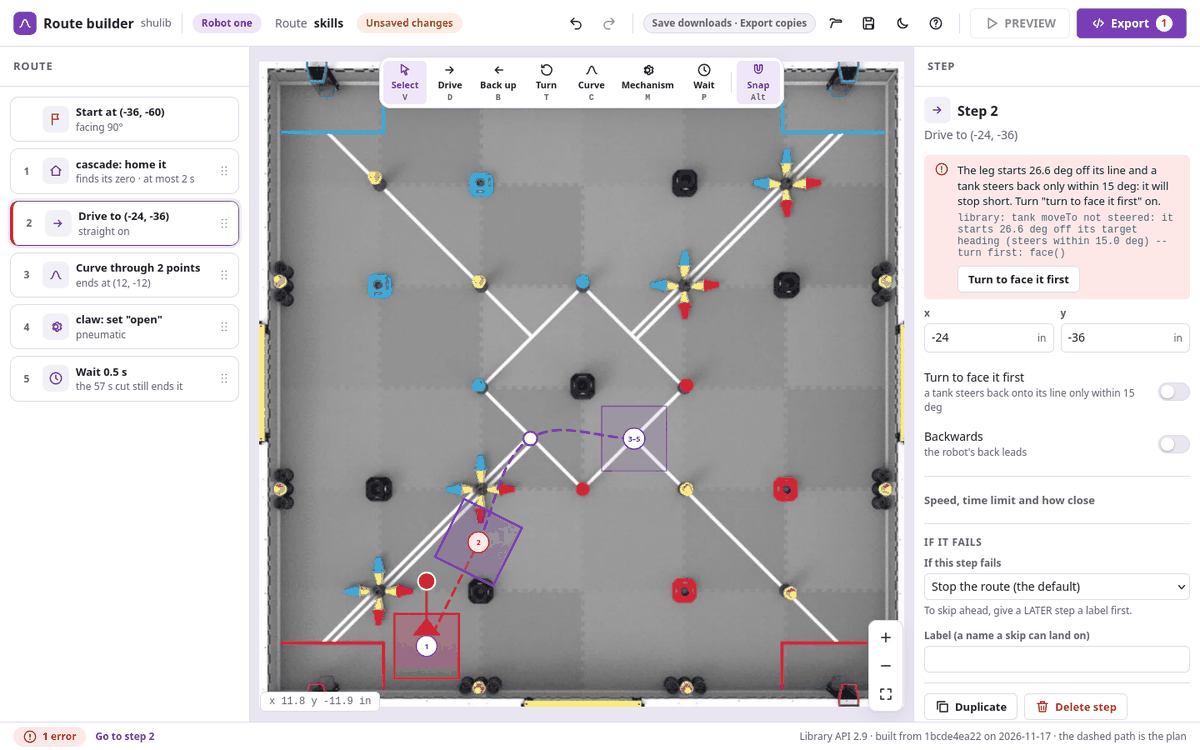 Route builder shulib Robot one Route skills Unsaved changes Save downloads · Export copies PREVIEW Export 1
ROUTE
Start at (-36, -60)
facing 90°
1 cascade: home it
finds its zero · at most 2 s
2 Drive to (-24, -36)
straight on
3 Curve through 2 points
ends at (12, -12)
4 claw: set "open"
pneumatic
5 Wait 0.5 s
the 57 s cut still ends it
Select Drive Back up Turn Curve Mechanism Wait Snap
V D B T C M P Alt
3–5
2
1
x 11.8 y -11.9 in
STEP
Step 2
Drive to (-24, -36)
The leg starts 26.6 deg off its line and a
tank steers back only within 15 deg: it will
stop short. Turn "turn to face it first" on.
library: tank moveTo not steered: it
starts 26.6 deg off its target
heading (steers within 15.0 deg) --
turn first: face()
Turn to face it first
x y
-24 in -36 in
Turn to face it first
a tank steers back onto its line only within 15
deg
Backwards
the robot's back leads
Speed, time limit and how close
IF IT FAILS
If this step fails
Stop the route (the default)
To skip ahead, give a LATER step a label first.
Label (a name a skip can land on)
Duplicate Delete step
1 error Go to step 2 Library API 2.9 · built from 1bcde4ea22 on 2026-11-17 · the dashed path is the plan